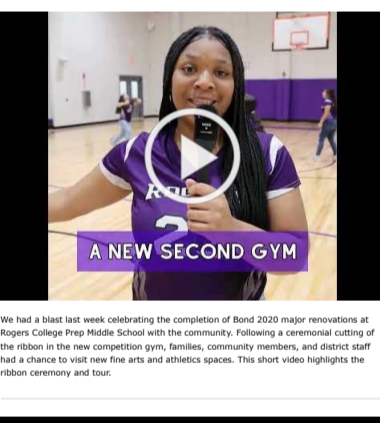 A NEW SECOND GYM
We had a blast last week celebrating the completion of Bond 2020 major renovations at
Rogers College Prep Middle School with the community. Following a ceremonial cutting of
the ribbon in the new competition gym, families, community members, and district staff
had a chance to visit new fine arts and athletics spaces. This short video highlights the
ribbon ceremony and tour.